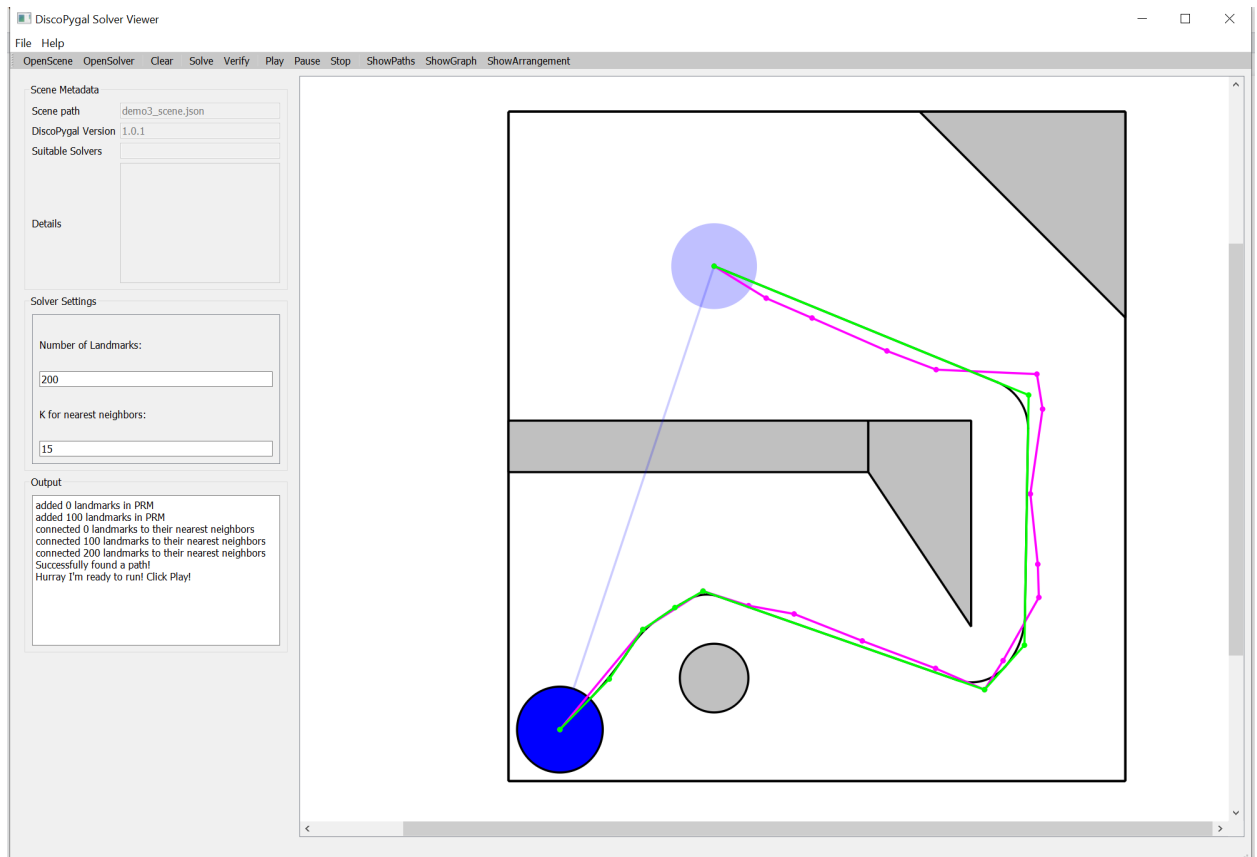 DiscoPygal Solver Viewer
File Help
OpenScene OpenSolver Clear Solve Verify Play Pause Stop ShowPaths ShowGraph ShowArrangement
Scene Metadata
Scene path demo3_scene.json
DiscoPygal Version 1.0.1
Suitable Solvers
Details
Solver Settings
Number of Landmarks:
200
K for nearest neighbors:
15
Output
added 0 landmarks in PRM
added 100 landmarks in PRM
connected 0 landmarks to their nearest neighbors
connected 100 landmarks to their nearest neighbors
connected 200 landmarks to their nearest neighbors
Successfully found a path!
Hurray I'm ready to run! Click Play!